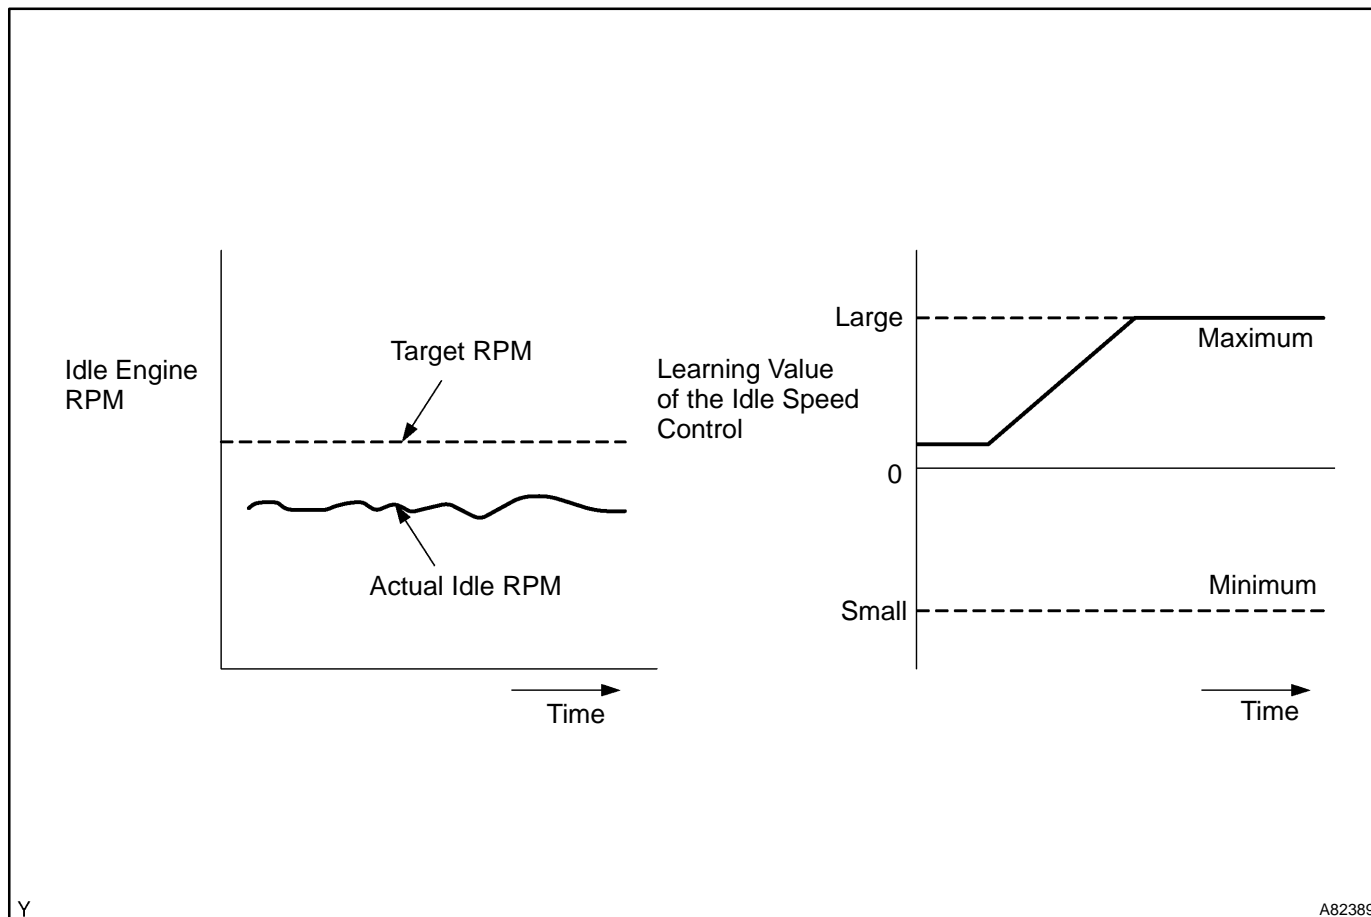 Idle Engine
RPM
Target RPM
Actual Idle RPM
Time
Learning Value
of the Idle Speed
Control
Large
Maximum
0
Minimum
Small
Time
Y
A82389